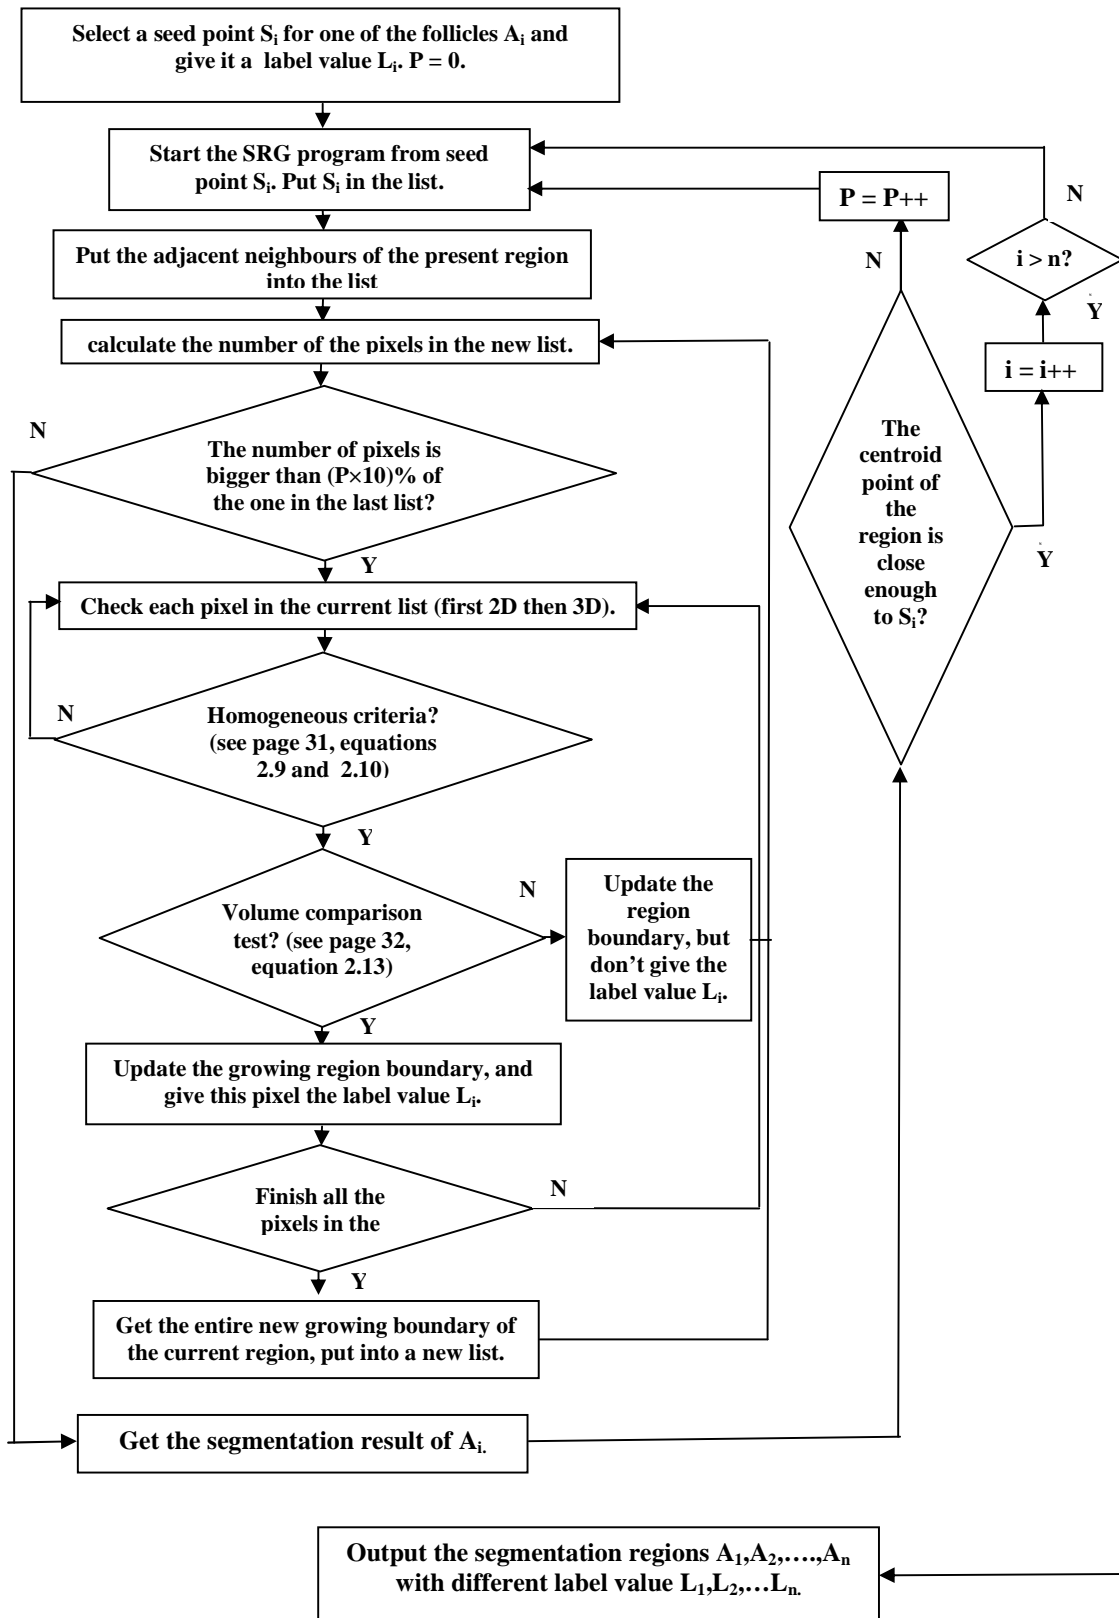 Select a seed point Si for one of the follicles Ai and
give it a label value Li. P = 0.
Start the SRG program from seed
point Si. Put Si in the list.
P = P++
N
Put the adjacent neighbours of the present region
into the list
N
i > n?
Y
calculate the number of the pixels in the new list.
i = i++
N
The number of pixels is
bigger than (P×10)% of
the one in the last list?
Y
The
centroid
point of
the
region is
close
enough
to Si?
Y
Check each pixel in the current list (first 2D then 3D).
N
Homogeneous criteria?
(see page 31, equations
2.9 and 2.10)
Y
Volume comparison
test? (see page 32,
equation 2.13)
N
Update the
region
boundary, but
don’t give the
label value Li.
Y
Update the growing region boundary, and
give this pixel the label value Li.
Finish all the
pixels in the
N
Y
Get the entire new growing boundary of
the current region, put into a new list.
Get the segmentation result of Ai.
Output the segmentation regions A1,A2,….,An
with different label value L1,L2,…Ln.